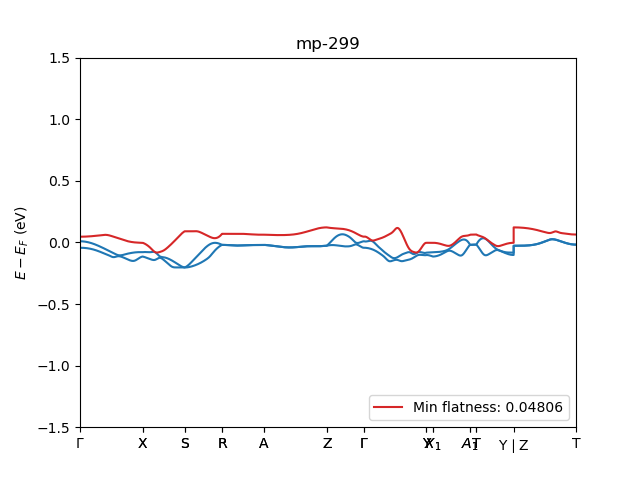 mp-299
E − E_F (eV)
1.5
1.0
0.5
0.0
−0.5
−1.0
−1.5
Min flatness: 0.04806
Γ X S R A Z Γ Y X₁ A₁ T Y | Z T